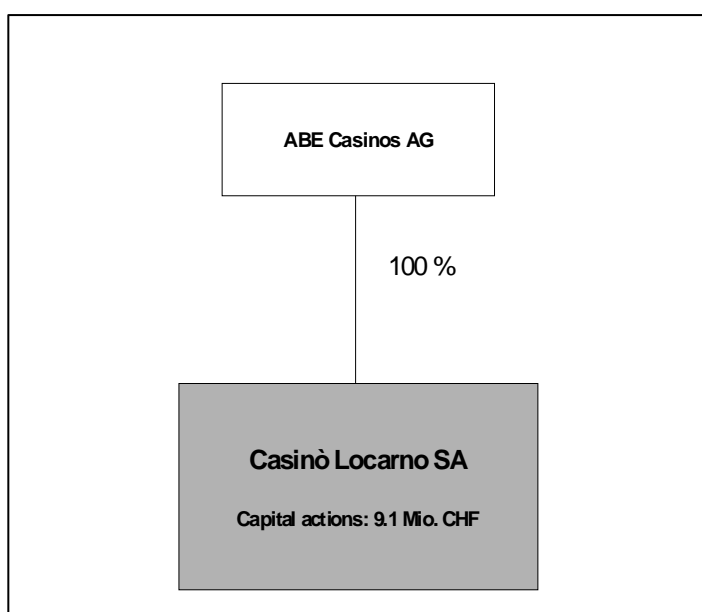 ABE Casinos AG
100 %
Casinò Locarno SA
Capital actions: 9.1 Mio. CHF